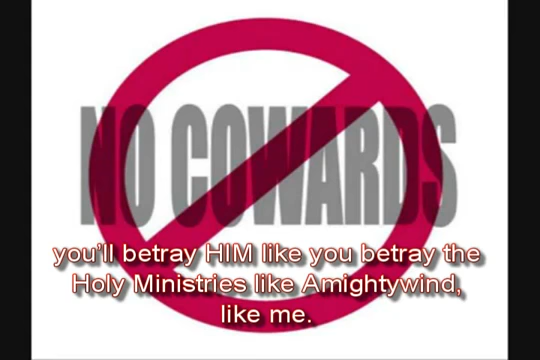 NO COWARDS
you'll betray HIM like you betray the
Holy Ministries like Amightywind,
like me.